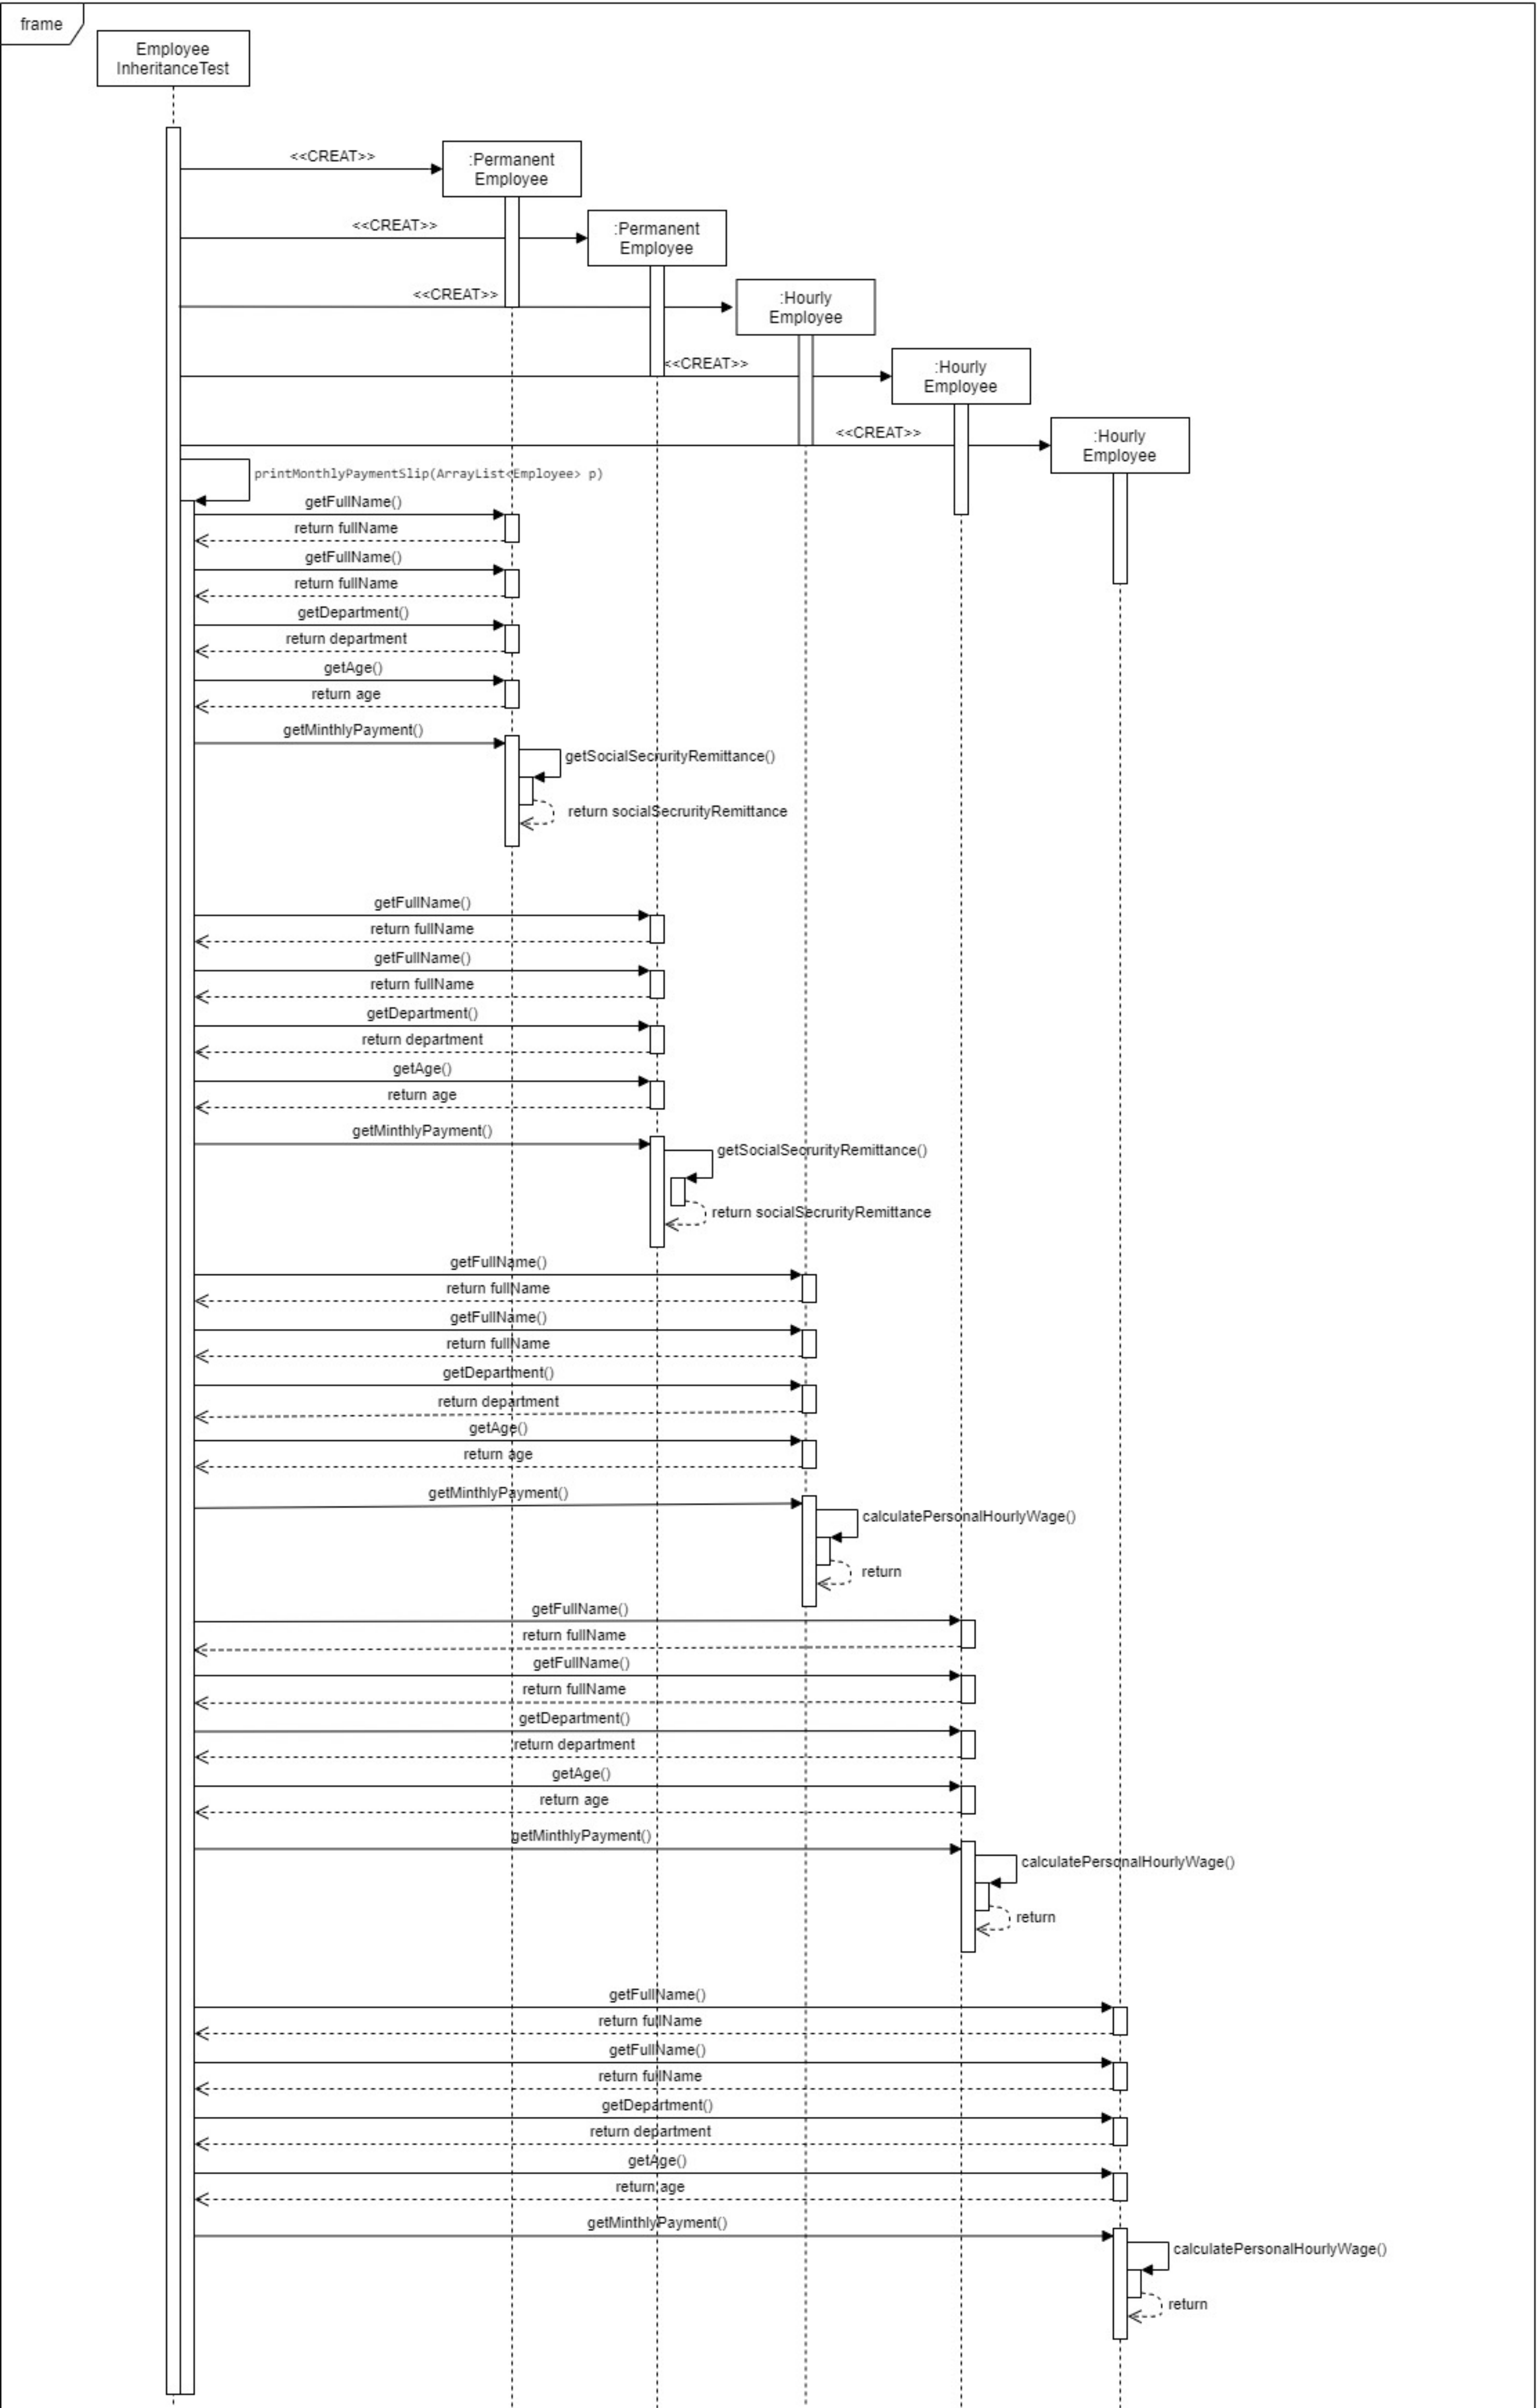 frame
Employee
InheritanceTest
<<CREAT>>
:Permanent
Employee
<<CREAT>>
:Permanent
Employee
<<CREAT>>
:Hourly
Employee
<<CREAT>>
:Hourly
Employee
<<CREAT>>
:Hourly
Employee
printMonthlyPaymentSlip(ArrayList<Employee> p)
getFullName()
return fullName
getFullName()
return fullName
getDepartment()
return department
getAge()
return age
getMinthlyPayment()
getSocialSecrurityRemittance()
return socialSecrurityRemittance
getFullName()
return fullName
getFullName()
return fullName
getDepartment()
return department
getAge()
return age
getMinthlyPayment()
getSocialSecrurityRemittance()
return socialSecrurityRemittance
getFullName()
return fullName
getFullName()
return fullName
getDepartment()
return department
getAge()
return age
getMinthlyPayment()
calculatePersonalHourlyWage()
return
getFullName()
return fullName
getFullName()
return fullName
getDepartment()
return department
getAge()
return age
getMinthlyPayment()
calculatePersonalHourlyWage()
return
getFullName()
return fullName
getFullName()
return fullName
getDepartment()
return department
getAge()
return age
getMinthlyPayment()
calculatePersonalHourlyWage()
return